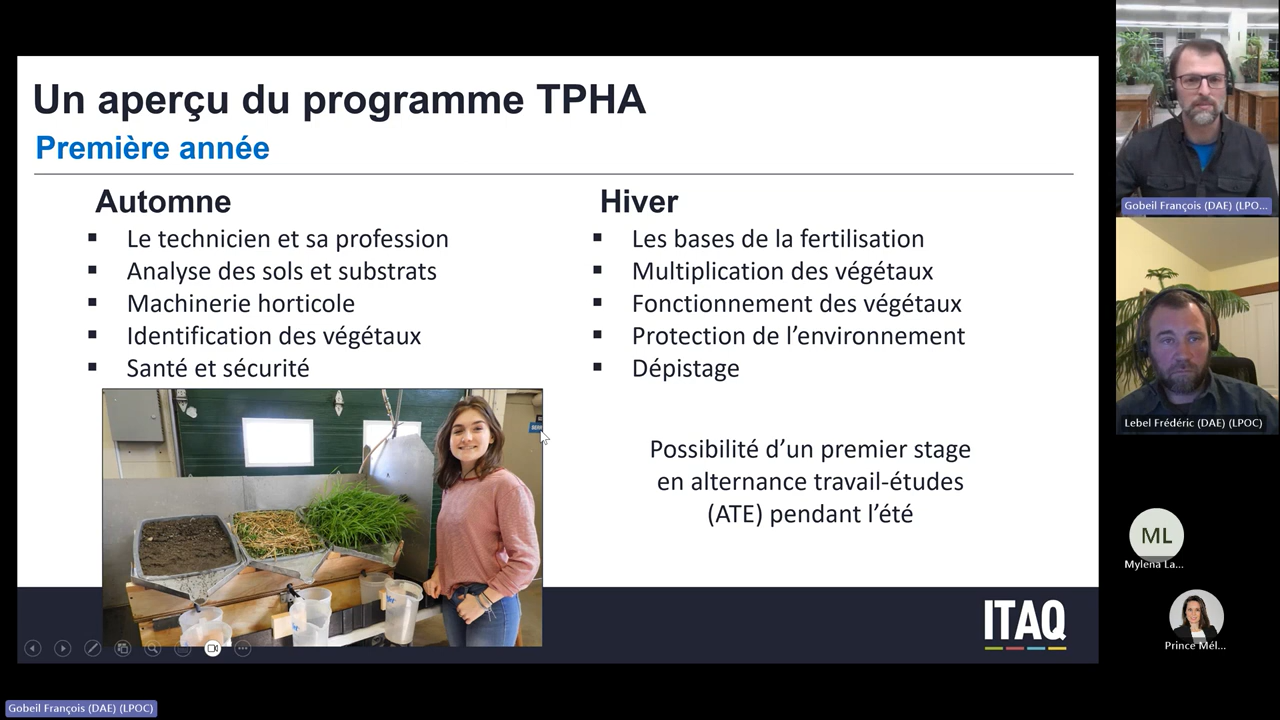 Un aperçu du programme TPHA
Première année
Automne
Le technicien et sa profession
Analyse des sols et substrats
Machinerie horticole
Identification des végétaux
Santé et sécurité
Hiver
Les bases de la fertilisation
Multiplication des végétaux
Fonctionnement des végétaux
Protection de l’environnement
Dépistage
Possibilité d’un premier stage
en alternance travail-études
(ATE) pendant l’été
ITAQ
Gobeil François (DAE) (LPO...
Lebel Frédéric (DAE) (LPOC)
ML
Mylena La...
Prince Mél...
Gobeil François (DAE) (LPOC)